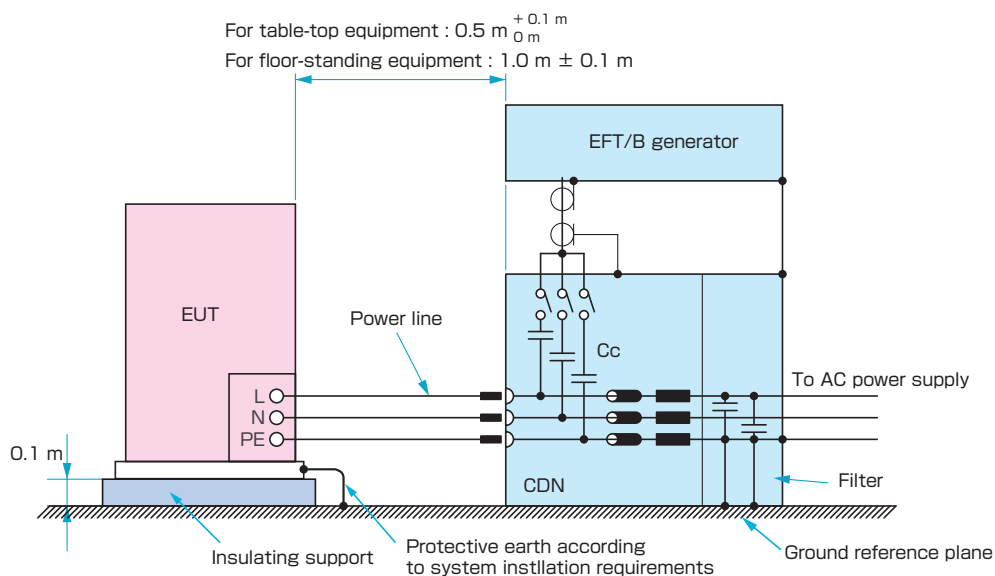 For table-top equipment : 0.5 m + 0.1 m
0 m
For floor-standing equipment : 1.0 m ± 0.1 m
EFT/B generator
EUT
Power line
Cc
To AC power supply
L
N
PE
0.1 m
CDN
Filter
Insulating support
Protective earth according
to system instllation requirements
Ground reference plane